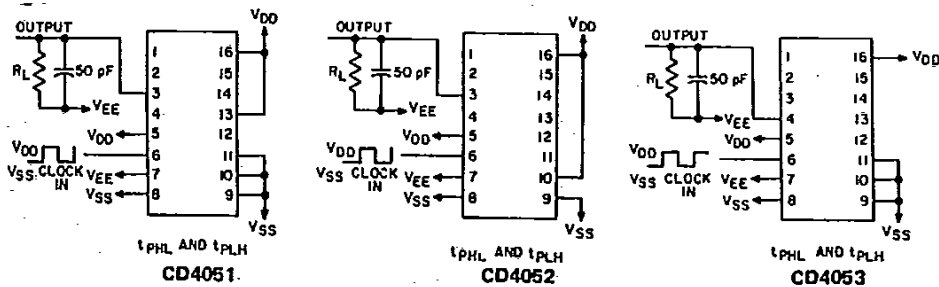 OUTPUT
RL
50 pF
VEE
VDD
VDD
VSS
CLOCK
IN
VEE
VSS
1
2
3
4
5
6
7
8
16
15
14
13
12
11
10
9
VDD
VSS
tPHL AND tPLH
CD4051
OUTPUT
RL
50 pF
VEE
VDD
VDD
VSS
CLOCK
IN
VEE
VSS
1
2
3
4
5
6
7
8
16
15
14
13
12
11
10
9
VDD
VSS
tPHL AND tPLH
CD4052
OUTPUT
RL
50 pF
VEE
VDD
VDD
VSS
CLOCK
IN
VEE
VSS
1
2
3
4
5
6
7
8
16
15
14
13
12
11
10
9
VDD
VSS
tPHL AND tPLH
CD4053